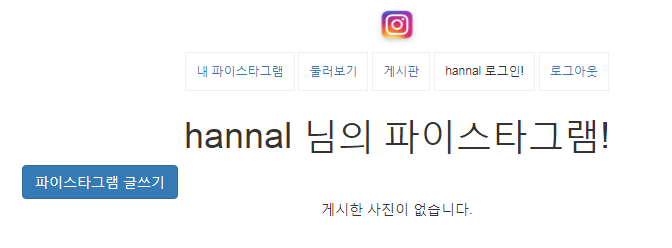 내 파이스타그램 둘러보기 게시판 hannal 로그인! 로그아웃
hannal 님의 파이스타그램!
파이스타그램 글쓰기
게시한 사진이 없습니다.